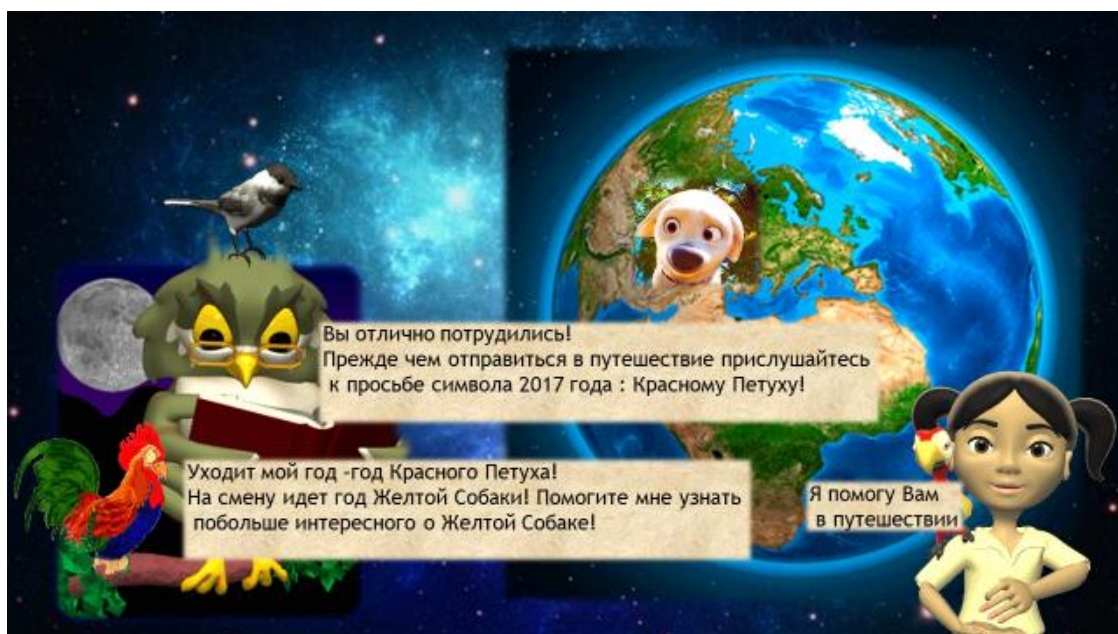 Вы отлично потрудились!
Прежде чем отправиться в путешествие прислушайтесь
к просьбе символа 2017 года : Красному Петуху!
Уходит мой год –год Красного Петуха!
На смену идет год Желтой Собаки! Помогите мне узнать
побольше интересного о Желтой Собаке!
Я помогу Вам
в путешествии